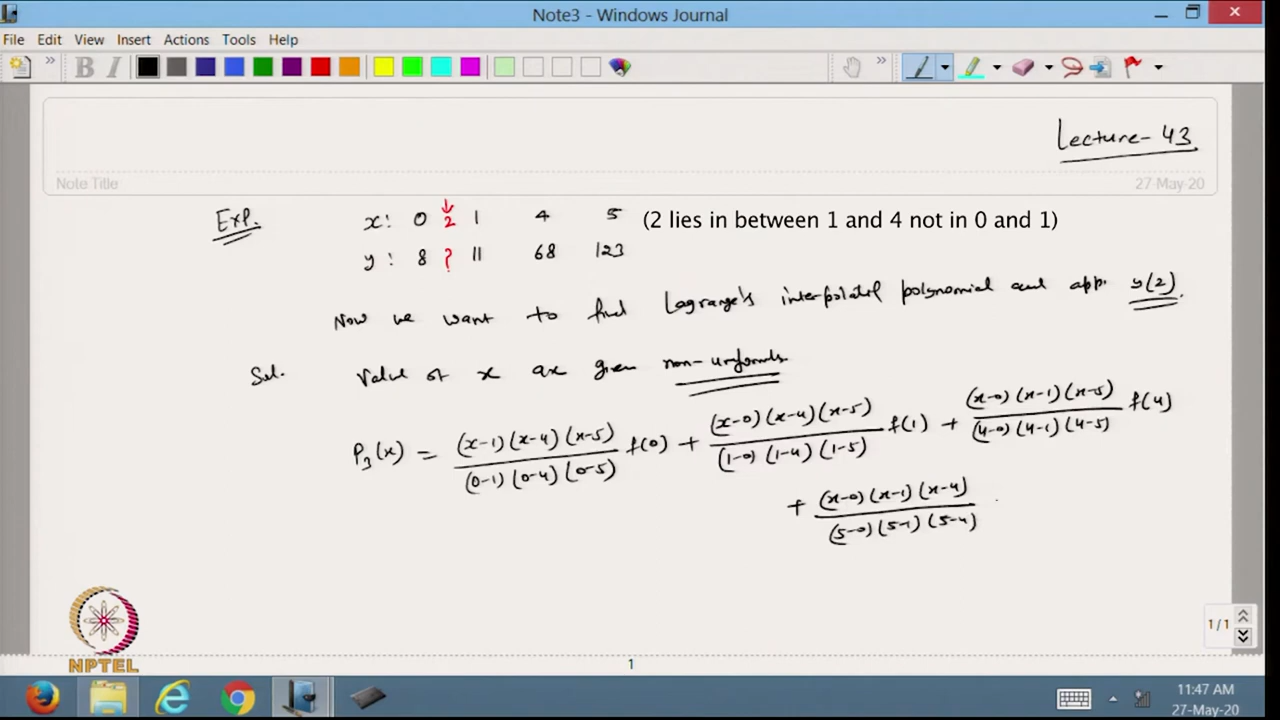 Note3 - Windows Journal
File Edit View Insert Actions Tools Help
Lecture-43
Note Title
27-May-20
Exp. x: 0 2 1 4 5 (2 lies in between 1 and 4 not in 0 and 1)
y: 8 ? 11 68 123
Now we want to find Lagrange's interpolated polynomial and app. y(2).
Sol. Value of x are given non-uniformly
P₃(x) = (x-1)(x-4)(x-5)/(0-1)(0-4)(0-5) f(0) + (x-0)(x-4)(x-5)/(1-0)(1-4)(1-5) f(1) + (x-0)(x-1)(x-5)/(4-0)(4-1)(4-5) f(4)
+ (x-0)(x-1)(x-4)/(5-0)(5-1)(5-4)
NPTEL
1/1
1
11:47 AM
27-May-20